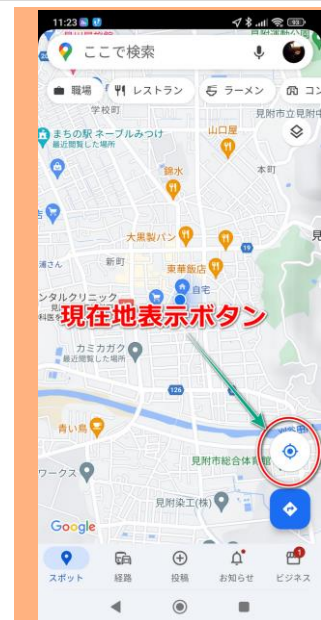 11:23
ここで検索
職場
レストラン
ラーメン
コン
学校町
見附市立見附中
まちの駅 ネーブルみつけ
最近閲覧した場所
山口屋
錦水
本町
大黒製パン
新町
東華飯店
浦さん
自宅
ンタルクリニック
現在地表示ボタン
カミカガク
最近閲覧した場所
126
青い鳥
見附市総合体育館
ワークス
見附染工(株)
Google
スポット
経路
投稿
お知らせ
1
ビジネス